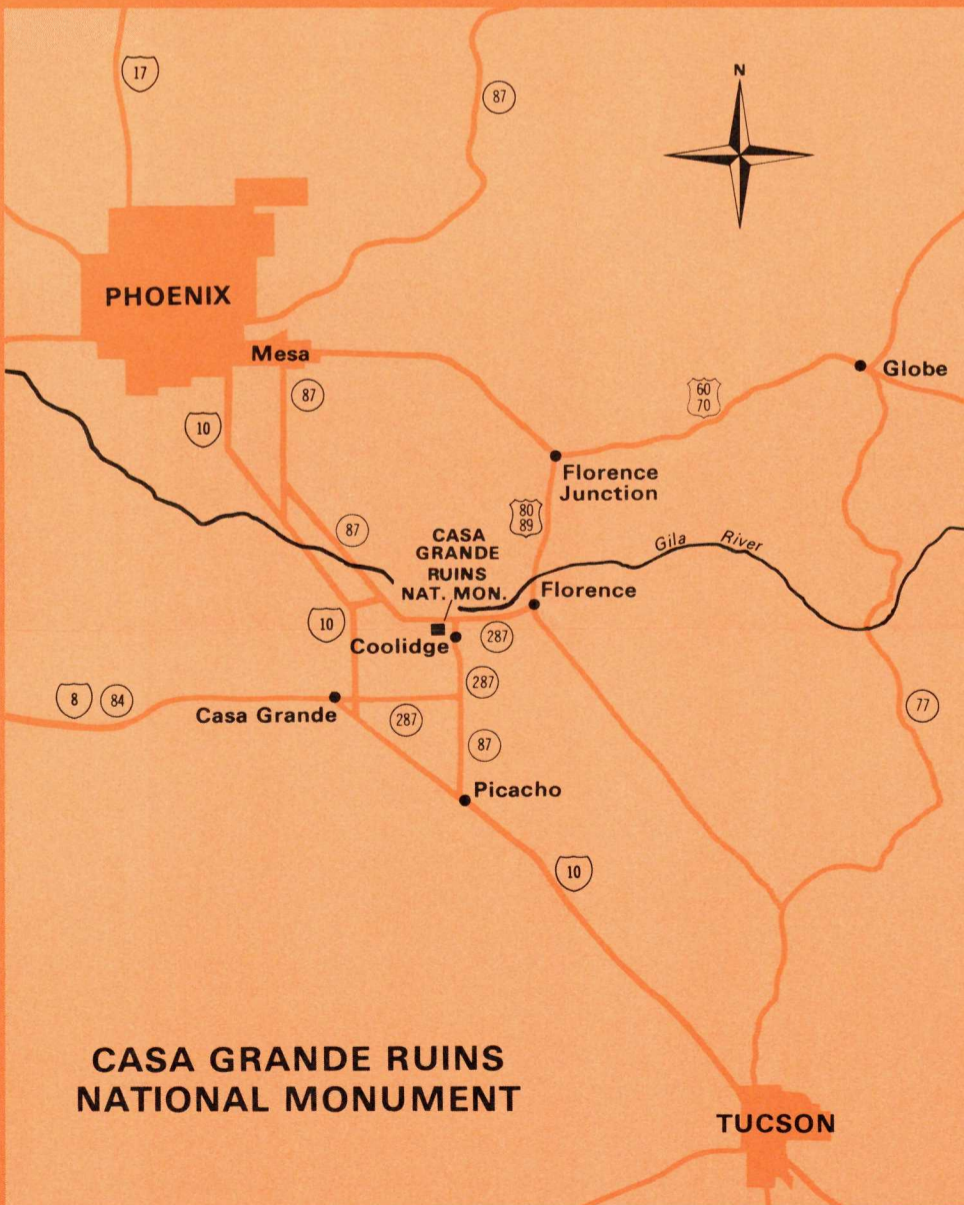 N
17
87
PHOENIX
Mesa
87
10
Globe
60
70
Florence
Junction
80
89
87
CASA
GRANDE
RUINS
NAT. MON.
Gila River
Florence
10
Coolidge
287
287
8
84
Casa Grande
287
77
87
Picacho
10
CASA GRANDE RUINS
NATIONAL MONUMENT
TUCSON